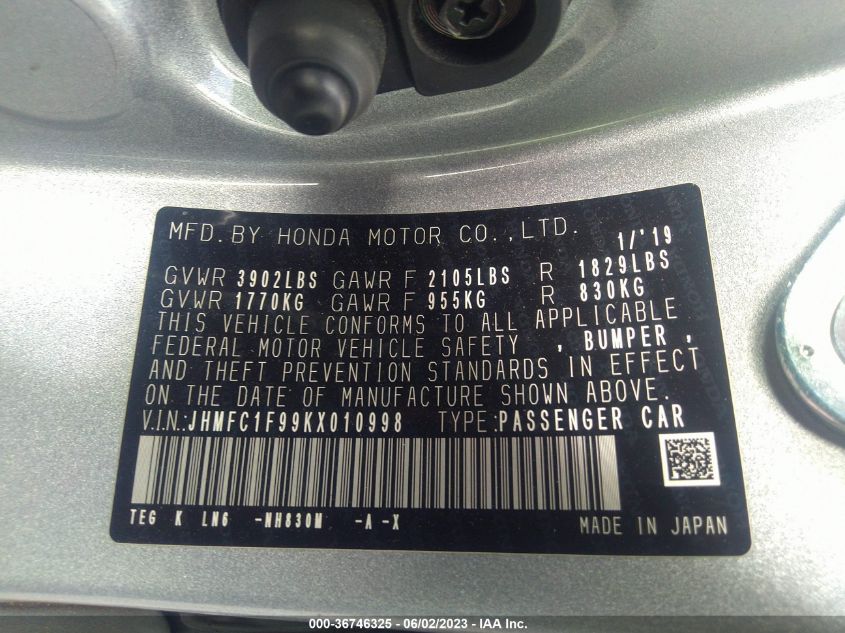 MFD. BY HONDA MOTOR CO., LTD. 1/'19
GVWR 3902LBS GAWR F 2105LBS R 1829LBS
GVWR 1770KG GAWR F 955KG R 830KG
THIS VEHICLE CONFORMS TO ALL APPLICABLE
FEDERAL MOTOR VEHICLE SAFETY , BUMPER ,
AND THEFT PREVENTION STANDARDS IN EFFECT
ON THE DATE OF MANUFACTURE SHOWN ABOVE.
V.I.N.: JHMFC1F99KX010998 TYPE: PASSENGER CAR
TEG K LN6 -NH830M -A -X
MADE IN JAPAN
000-36746325 - 06/02/2023 - IAA Inc.